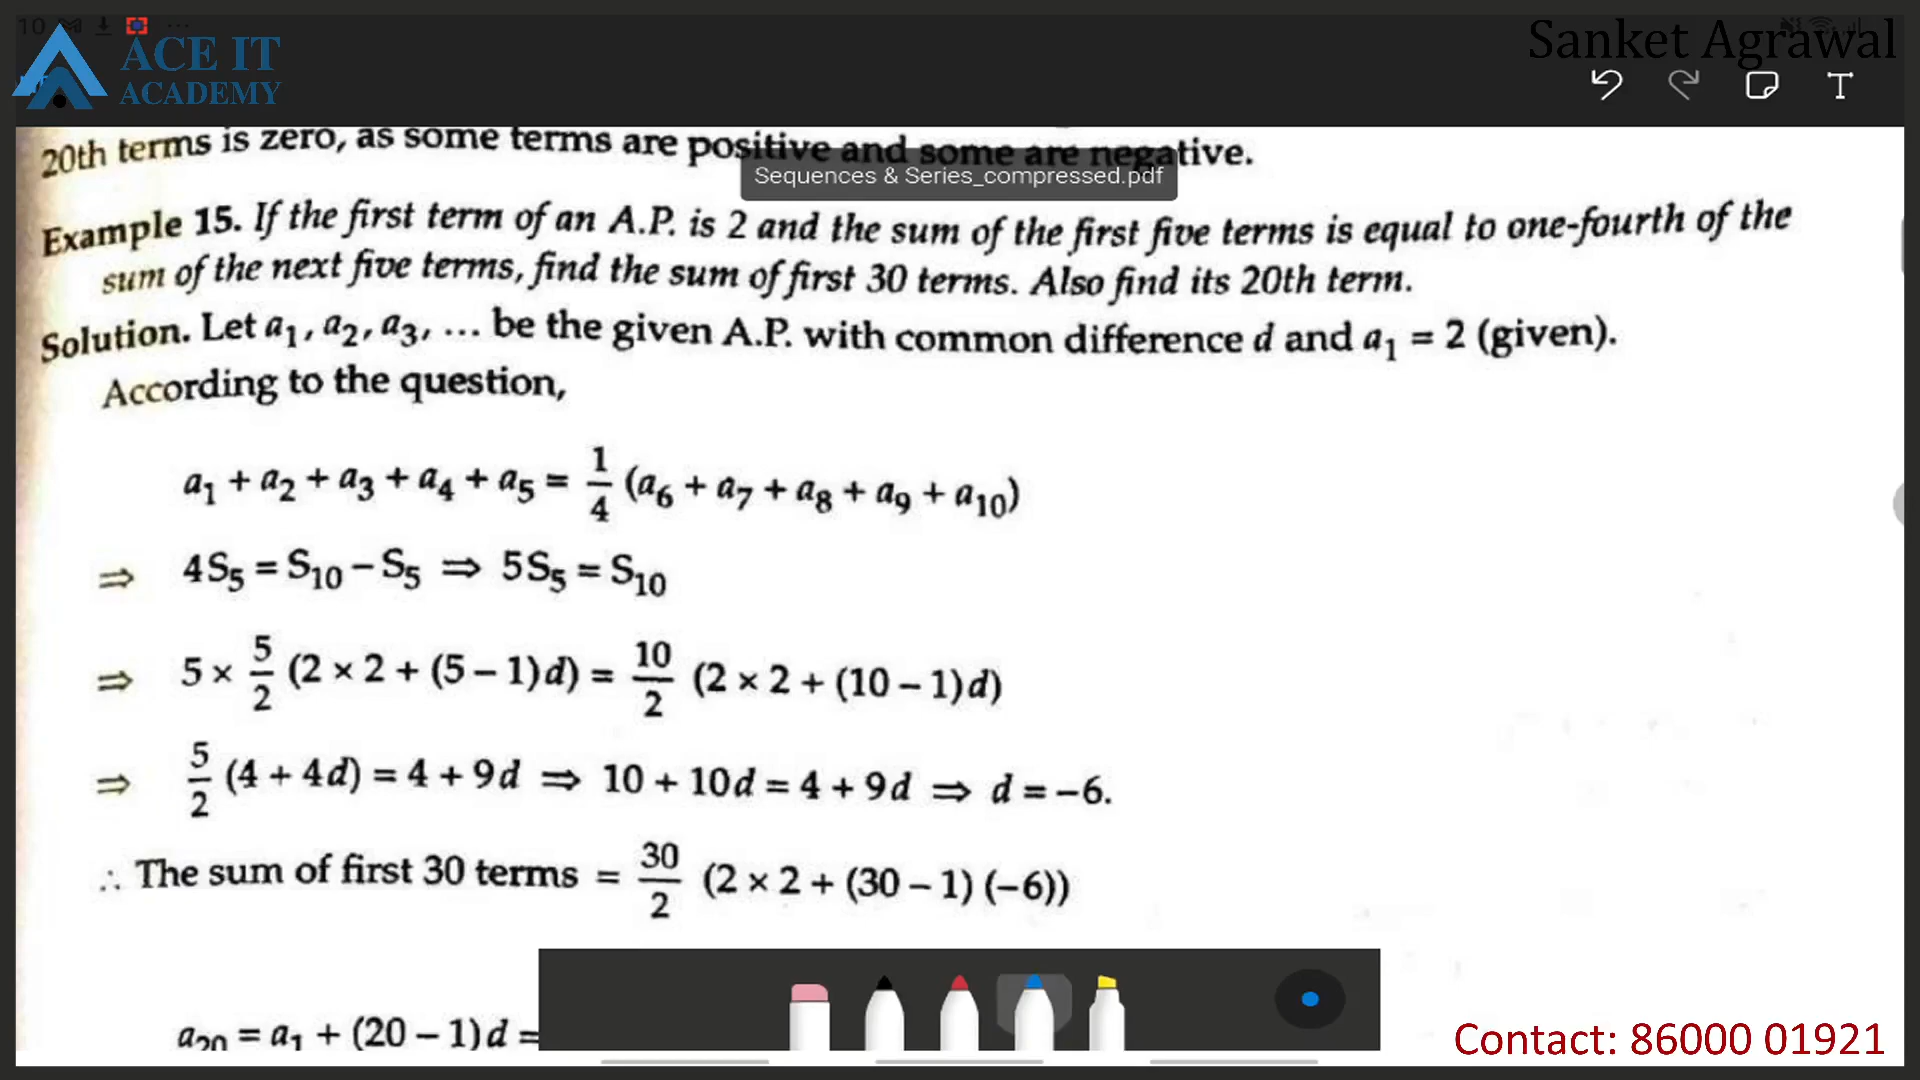 10
ACE IT
ACADEMY
Sanket Agrawal
T
20th terms is zero, as some terms are positive and some are negative.
Sequences & Series_compressed.pdf
Example 15. If the first term of an A.P. is 2 and the sum of the first five terms is equal to one-fourth of the
sum of the next five terms, find the sum of first 30 terms. Also find its 20th term.
Solution. Let a₁, a₂, a₃, ... be the given A.P. with common difference d and a₁ = 2 (given).
According to the question,
a₁ + a₂ + a₃ + a₄ + a₅ = 1/4 (a₆ + a₇ + a₈ + a₉ + a₁₀)
⇒ 4S₅ = S₁₀ – S₅ ⇒ 5S₅ = S₁₀
⇒ 5 × 5/2 (2 × 2 + (5 – 1)d) = 10/2 (2 × 2 + (10 – 1)d)
⇒ 5/2 (4 + 4d) = 4 + 9d ⇒ 10 + 10d = 4 + 9d ⇒ d = –6.
∴ The sum of first 30 terms = 30/2 (2 × 2 + (30 – 1) (–6))
a₂₀ = a₁ + (20 – 1)d =
Contact: 86000 01921